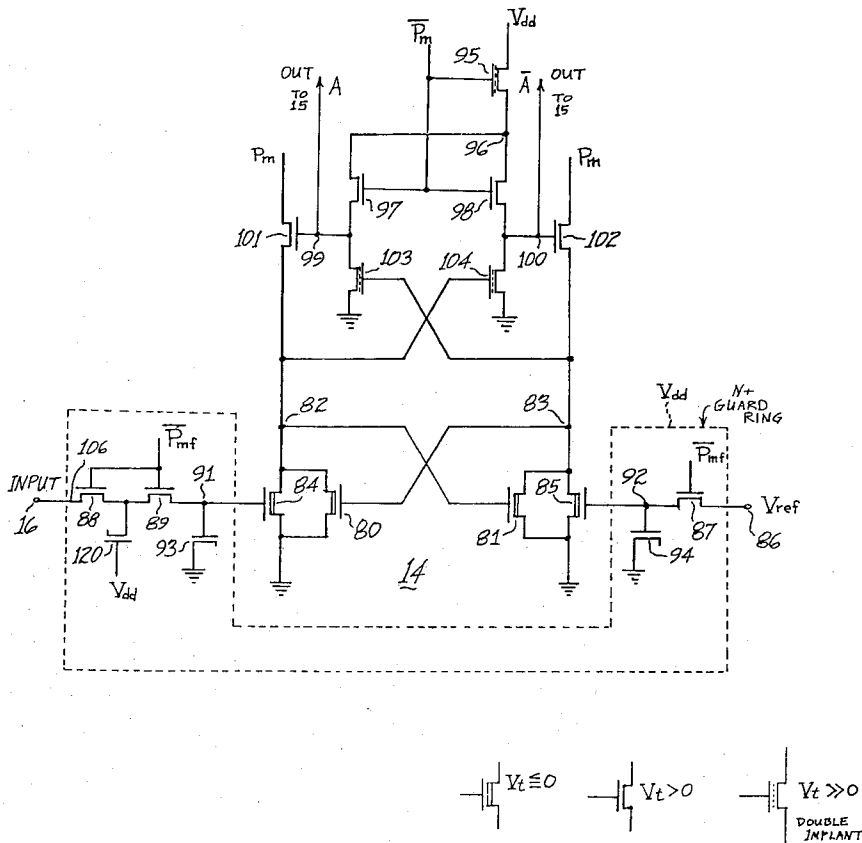 P̅m̅
Vdd
95
OUT
TO
15
A
A̅
OUT
TO
15
96
Pm
Pm
97
98
101
99
100
102
103
104
82
83
Vdd
N+
GUARD
RING
P̅mf
P̅mf
106
91
92
INPUT
16
88
89
84
80
81
85
87
Vref
86
120
93
94
Vdd
14
Vt ≦ 0
Vt > 0
Vt ≫ 0
DOUBLE
IMPLANT